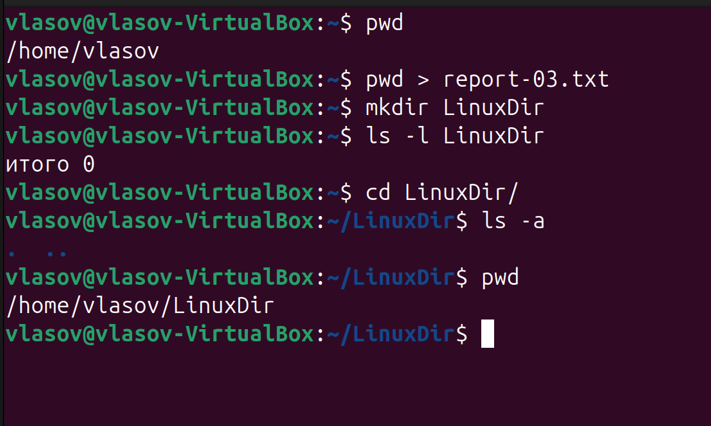 vlasov@vlasov-VirtualBox:~$ pwd
/home/vlasov
vlasov@vlasov-VirtualBox:~$ pwd > report-03.txt
vlasov@vlasov-VirtualBox:~$ mkdir LinuxDir
vlasov@vlasov-VirtualBox:~$ ls -l LinuxDir
итого 0
vlasov@vlasov-VirtualBox:~$ cd LinuxDir/
vlasov@vlasov-VirtualBox:~/LinuxDir$ ls -a
.  ..
vlasov@vlasov-VirtualBox:~/LinuxDir$ pwd
/home/vlasov/LinuxDir
vlasov@vlasov-VirtualBox:~/LinuxDir$